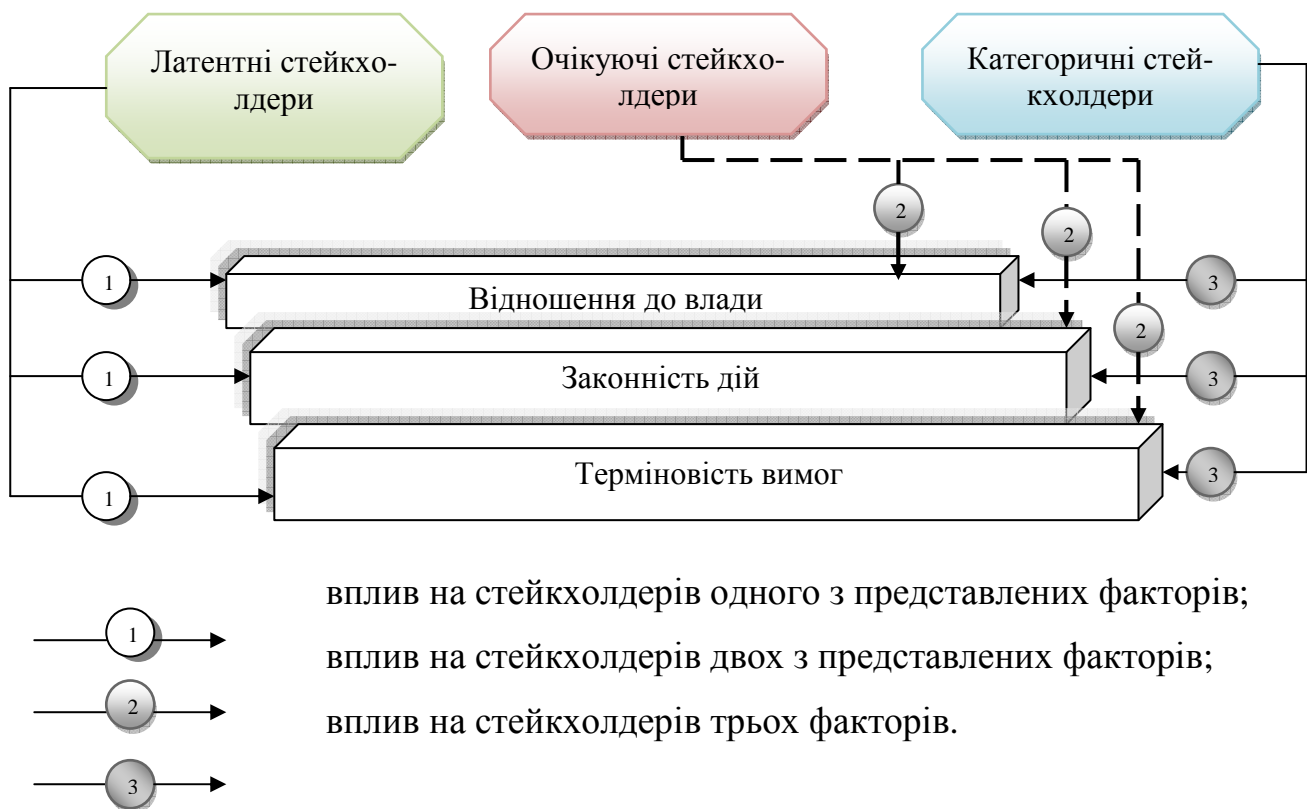 Латентні стейкхо-
лдери
Очікуючі стейкхо-
лдери
Категоричні стей-
кхолдери
2
2
1
Відношення до влади
3
2
1
Законність дій
3
1
Терміновість вимог
3
вплив на стейкхолдерів одного з представлених факторів;
1
вплив на стейкхолдерів двох з представлених факторів;
2
вплив на стейкхолдерів трьох факторів.
3